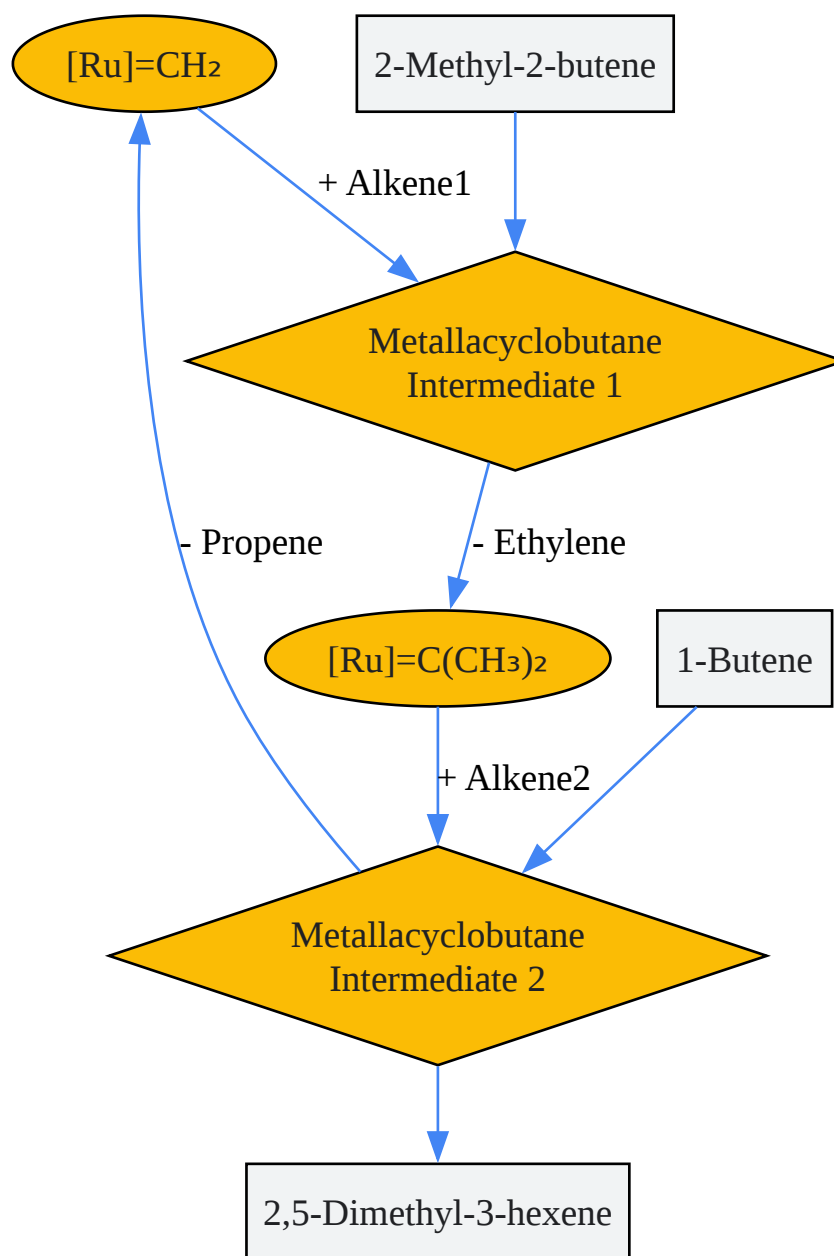 [Ru]=CH₂
2-Methyl-2-butene
+ Alkene1
Metallacyclobutane
Intermediate 1
- Propene
- Ethylene
[Ru]=C(CH₃)₂
1-Butene
+ Alkene2
Metallacyclobutane
Intermediate 2
2,5-Dimethyl-3-hexene